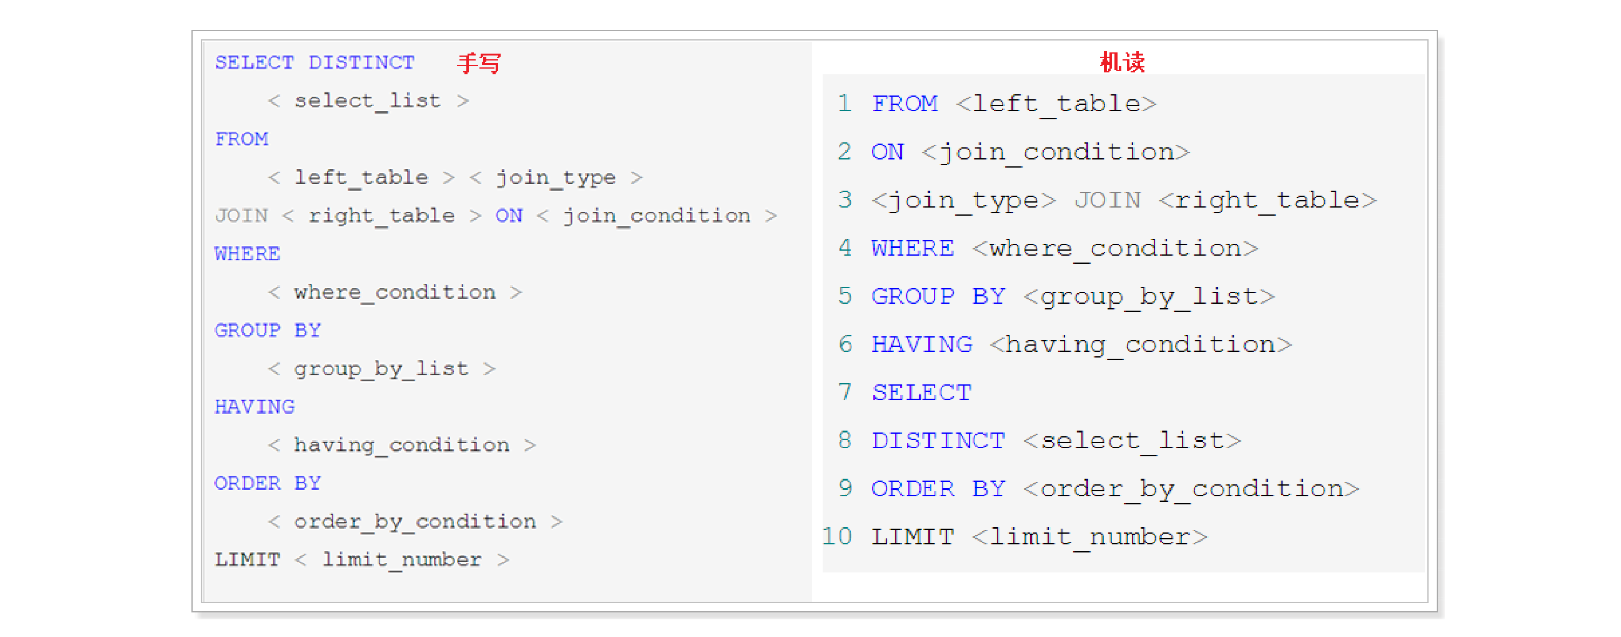 SELECT DISTINCT 手写
< select_list >
FROM
< left_table > < join_type >
JOIN < right_table > ON < join_condition >
WHERE
< where_condition >
GROUP BY
< group_by_list >
HAVING
< having_condition >
ORDER BY
< order_by_condition >
LIMIT < limit_number >
机读
1 FROM <left_table>
2 ON <join_condition>
3 <join_type> JOIN <right_table>
4 WHERE <where_condition>
5 GROUP BY <group_by_list>
6 HAVING <having_condition>
7 SELECT
8 DISTINCT <select_list>
9 ORDER BY <order_by_condition>
10 LIMIT <limit_number>